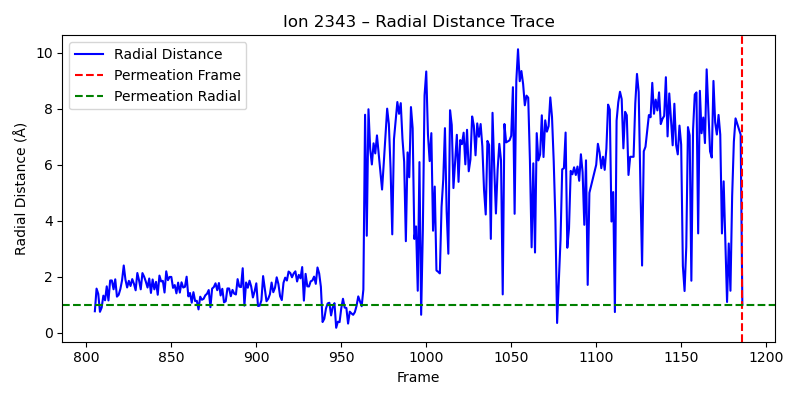 Ion 2343 – Radial Distance Trace
Radial Distance (Å)
10
8
6
4
2
0
Radial Distance
Permeation Frame
Permeation Radial
800
850
900
950
1000
1050
1100
1150
1200
Frame